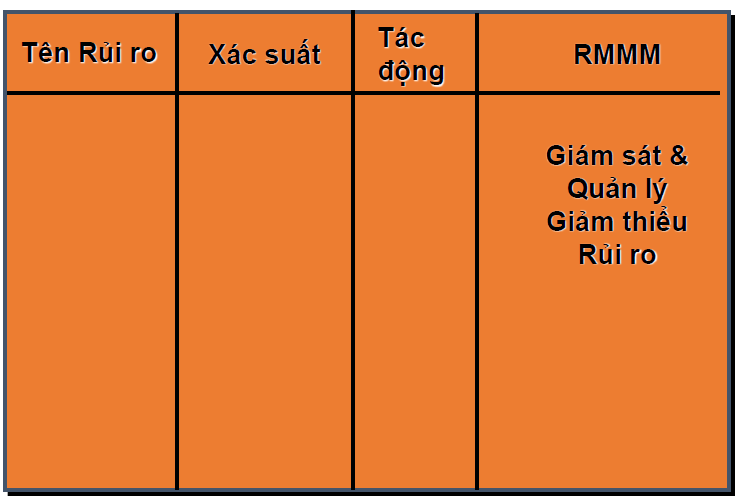 Tên Rủi ro
Xác suất
Tác
động
RMMM
Giám sát &
Quản lý
Giảm thiểu
Rủi ro